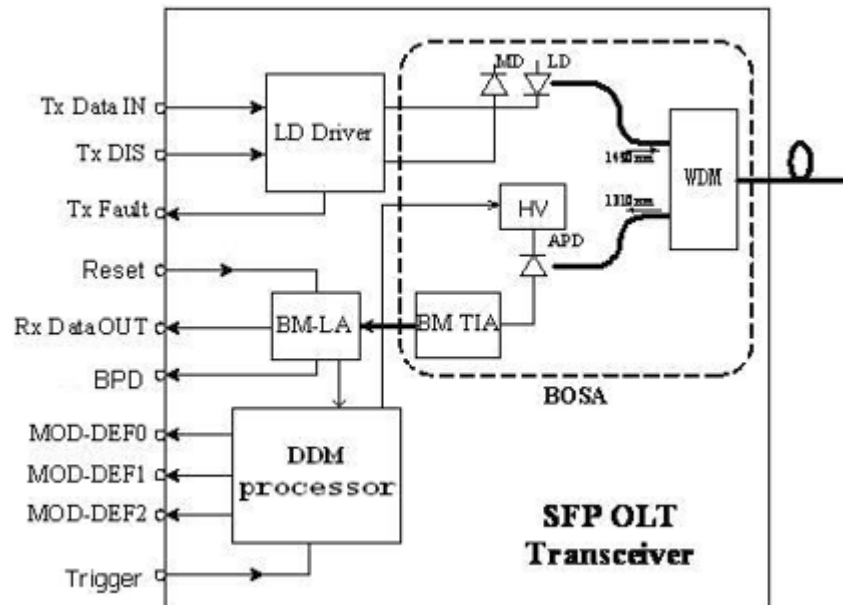 MD
LD
Tx Data IN
LD Driver
Tx DIS
1490nm
WDM
Tx Fault
1310nm
HV
APD
Reset
Rx Data OUT
BM-LA
BM TIA
BPD
BOSA
MOD-DEF0
DDM
MOD-DEF1
processor
MOD-DEF2
SFP OLT
Transceiver
Trigger